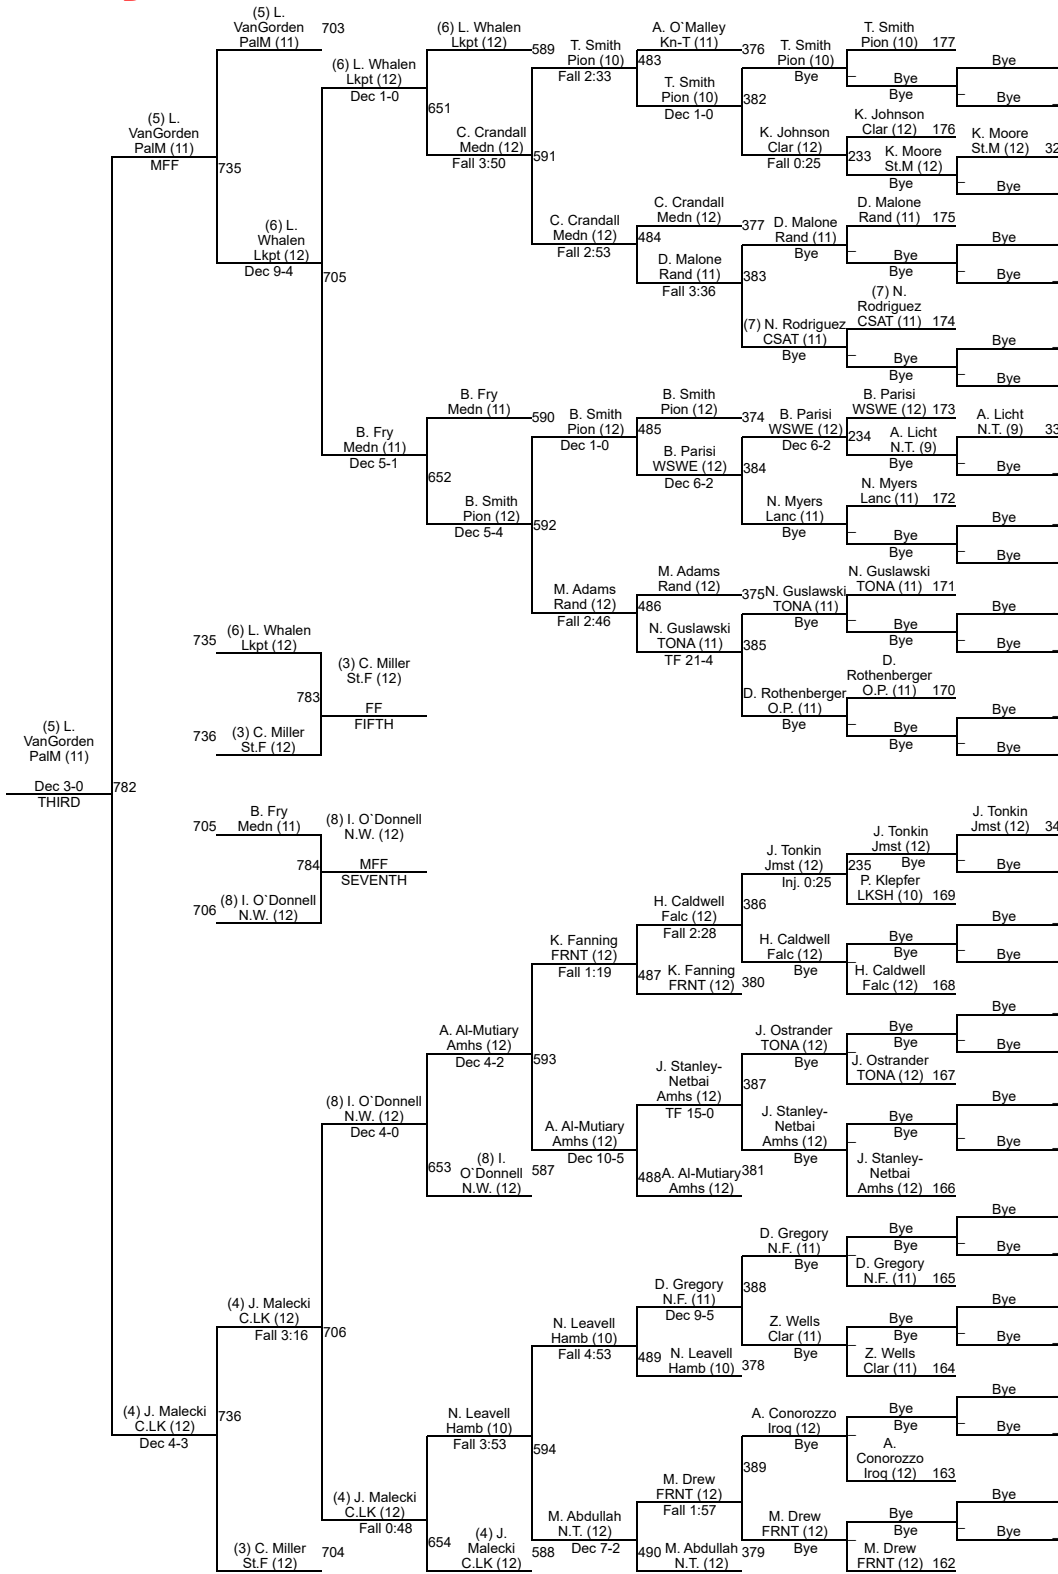 (5) L.
VanGorden
PalM (11)
703
(6) L. Whalen
Lkpt (12)
589
A. O`Malley
Kn-T (11)
376
T. Smith
Pion (10)
177
T. Smith
Pion (10)
Fall 2:33
483
T. Smith
Pion (10)
Bye
Bye
Bye
Bye
Bye
(6) L. Whalen
Lkpt (12)
Dec 1-0
651
T. Smith
Pion (10)
Dec 1-0
382
K. Johnson
Clar (12)
176
(5) L.
VanGorden
PalM (11)
MFF
735
C. Crandall
Medn (12)
Fall 3:50
591
K. Johnson
Clar (12)
Fall 0:25
233
K. Moore
St.M (12)
Bye
K. Moore
St.M (12)
32
Bye
(6) L.
Whalen
Lkpt (12)
Dec 9-4
705
C. Crandall
Medn (12)
Fall 2:53
484
C. Crandall
Medn (12)
377
D. Malone
Rand (11)
Bye
D. Malone
Rand (11)
175
Bye
Bye
Bye
Bye
D. Malone
Rand (11)
Fall 3:36
383
(7) N. Rodriguez
CSAT (11)
Bye
(7) N.
Rodriguez
CSAT (11)
174
Bye
Bye
Bye
Bye
B. Fry
Medn (11)
Dec 5-1
652
B. Fry
Medn (11)
590
B. Smith
Pion (12)
Dec 1-0
485
B. Smith
Pion (12)
374
B. Parisi
WSWE (12)
Dec 6-2
234
B. Parisi
WSWE (12)
173
A. Licht
N.T. (9)
Bye
A. Licht
N.T. (9)
33
Bye
B. Parisi
WSWE (12)
Dec 6-2
384
B. Smith
Pion (12)
Dec 5-4
592
N. Myers
Lanc (11)
Bye
N. Myers
Lanc (11)
172
Bye
Bye
Bye
Bye
M. Adams
Rand (12)
Fall 2:46
486
M. Adams
Rand (12)
375
N. Guslawski
TONA (11)
Bye
N. Guslawski
TONA (11)
171
Bye
Bye
Bye
Bye
N. Guslawski
TONA (11)
TF 21-4
385
D. Rothenberger
O.P. (11)
Bye
D.
Rothenberger
O.P. (11)
170
Bye
Bye
Bye
Bye
735
(6) L. Whalen
Lkpt (12)
783
(3) C. Miller
St.F (12)
FF
FIFTH
736
(3) C. Miller
St.F (12)
(5) L.
VanGorden
PalM (11)
Dec 3-0
THIRD
782
705
B. Fry
Medn (11)
784
(8) I. O`Donnell
N.W. (12)
MFF
SEVENTH
706
(8) I. O`Donnell
N.W. (12)
J. Tonkin
Jmst (12)
Inj. 0:25
235
J. Tonkin
Jmst (12)
Bye
P. Klepfer
LKSH (10)
169
J. Tonkin
Jmst (12)
34
Bye
H. Caldwell
Falc (12)
Fall 2:28
386
K. Fanning
FRNT (12)
Fall 1:19
487
K. Fanning
FRNT (12)
380
H. Caldwell
Falc (12)
Bye
Bye
Bye
H. Caldwell
Falc (12)
168
Bye
Bye
A. Al-Mutiary
Amhs (12)
Dec 4-2
593
J. Stanley-
Netbai
Amhs (12)
TF 15-0
387
J. Ostrander
TONA (12)
Bye
Bye
Bye
J. Ostrander
TONA (12)
167
Bye
Bye
(8) I. O`Donnell
N.W. (12)
Dec 4-0
653
(8) I.
O`Donnell
N.W. (12)
587
A. Al-Mutiary
Amhs (12)
Dec 10-5
488
A. Al-Mutiary
Amhs (12)
381
J. Stanley-
Netbai
Amhs (12)
Bye
Bye
Bye
J. Stanley-
Netbai
Amhs (12)
166
Bye
Bye
(4) J. Malecki
C.LK (12)
Fall 3:16
706
N. Leavell
Hamb (10)
Fall 4:53
489
D. Gregory
N.F. (11)
Dec 9-5
388
D. Gregory
N.F. (11)
Bye
Bye
Bye
D. Gregory
N.F. (11)
165
Bye
Bye
N. Leavell
Hamb (10)
378
Z. Wells
Clar (11)
Bye
Bye
Bye
Z. Wells
Clar (11)
164
Bye
Bye
(4) J. Malecki
C.LK (12)
Dec 4-3
736
N. Leavell
Hamb (10)
Fall 3:53
594
A. Conorozzo
Iroq (12)
Bye
Bye
Bye
A.
Conorozzo
Iroq (12)
163
Bye
Bye
M. Drew
FRNT (12)
Fall 1:57
389
(4) J. Malecki
C.LK (12)
Fall 0:48
654
(4) J.
Malecki
C.LK (12)
588
M. Abdullah
N.T. (12)
Dec 7-2
490
M. Abdullah
N.T. (12)
379
M. Drew
FRNT (12)
Bye
Bye
Bye
M. Drew
FRNT (12)
162
Bye
Bye
(3) C. Miller
St.F (12)
704